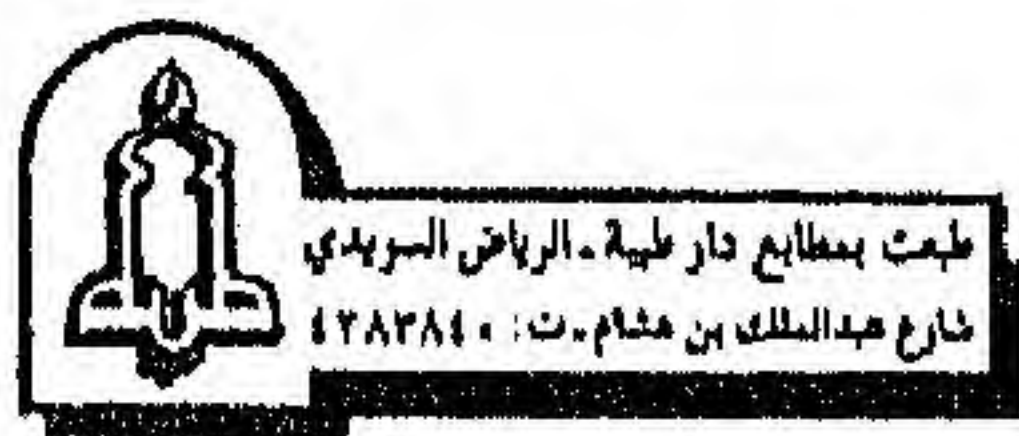 طبعت بمطابع دار طيبة - الرياض السويدي
شارع عبدالملك بن هشام - ت: ٤٢٨٣٨٤٠